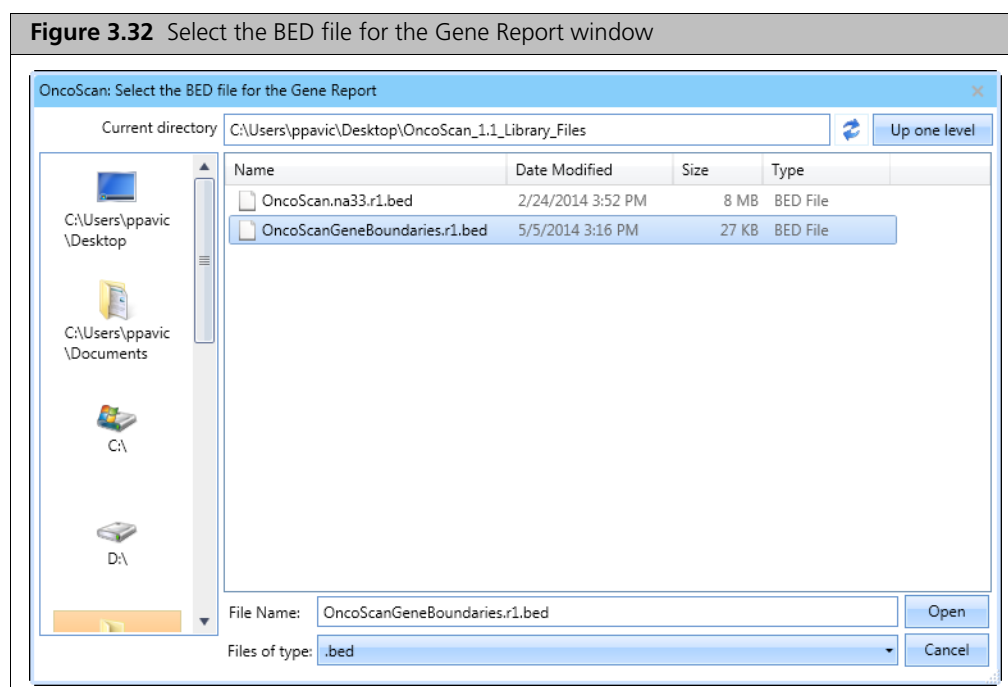 Figure 3.32 Select the BED file for the Gene Report window
OncoScan: Select the BED file for the Gene Report
Current directory C:\Users\ppavic\Desktop\OncoScan_1.1_Library_Files Up one level
C:\Users\ppavic
\Desktop
C:\Users\ppavic
\Documents
C:\
D:\
Name Date Modified Size Type
OncoScan.na33.r1.bed 2/24/2014 3:52 PM 8 MB BED File
OncoScanGeneBoundaries.r1.bed 5/5/2014 3:16 PM 27 KB BED File
File Name: OncoScanGeneBoundaries.r1.bed Open
Files of type: .bed Cancel